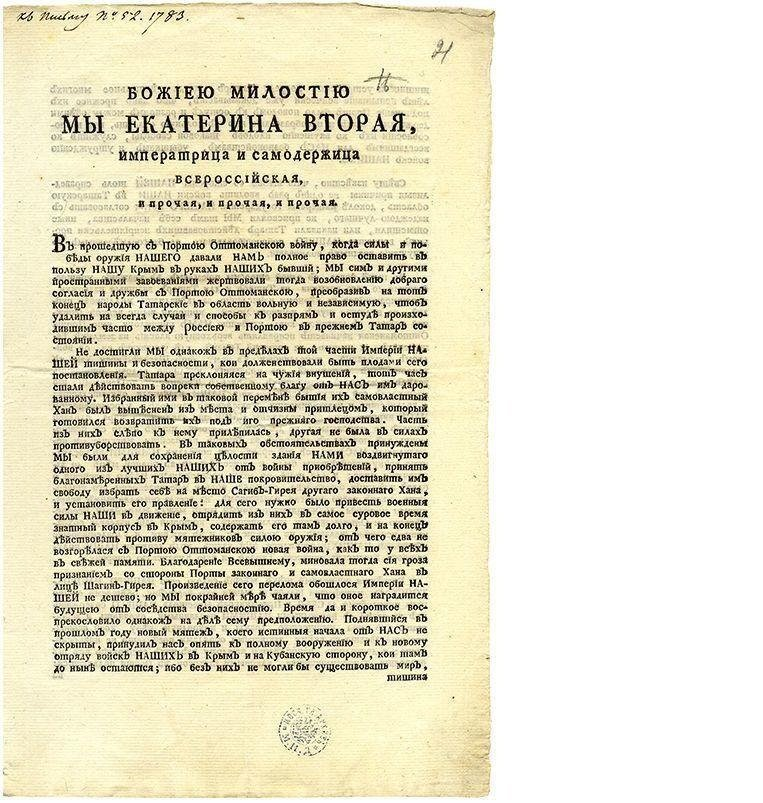 къ письму № 52. 1783.
21
БОЖІЕЮ МИЛОСТІЮ
МЫ ЕКАТЕРИНА ВТОРАЯ,
императрица и самодержица
ВСЕРОССІЙСКАЯ,
и прочая, и прочая, и прочая.
Въ прошедшую съ Портою Оттоманскою войну, когда силы и по-
бѣды оружія НАШЕГО давали НАМЪ полное право оставить въ
пользу НАШУ Крымъ въ рукахъ НАШИХЪ бывшій; МЫ симъ и другими
пространными завоеваніями жертвовали тогда возобновленію добраго
согласія и дружбы съ Портою Оттоманскою, преобразивъ на тотъ
конецъ народы Татарскіе въ область вольную и независимую, чтобъ
удалить на всегда случаи и способы къ распрямъ и остудѣ происхо-
дившимъ часто между Россіею и Портою въ прежнемъ Татаръ со-
стояніи.
Не достигли МЫ однакожъ въ предѣлахъ той части Имперіи НА-
ШЕЙ тишины и безопасности, кои долженствовали быть плодами сего
постановленія. Татара преклоняяся на чужія внушенія, тотъ часъ
стали дѣйствовать вопреки собственному благу отъ НАСЪ имъ даро-
ванному. Избранный ими въ таковой перемѣнѣ бытія ихъ самовластный
Ханъ былъ вытѣсненъ изъ мѣста и отчизны пришлецомъ, который
готовился возвратить ихъ подъ иго прежняго господства. Часть
изъ нихъ слѣпо къ нему прилѣпилась, другая не была въ силахъ
противуборствовать. Въ таковыхъ обстоятельствахъ принуждены
МЫ были для сохраненія цѣлости зданія НАМИ воздвигнутаго
одного изъ лучшихъ НАШИХЪ отъ войны пріобрѣтеній, принять
благонамѣренныхъ Татаръ въ НАШЕ покровительство, доставить имъ
свободу избрать себѣ на мѣсто Сагибъ-Гирея другаго законнаго Хана,
и установить его правленіе: для сего нужно было привесть военныя
силы НАШИ въ движеніе, отрядить изъ нихъ въ самое суровое время
знатный корпусъ въ Крымъ, содержать его тамъ долго, и на конецъ
дѣйствовать противу мятежниковъ силою оружія; отъ чего едва не
возгорѣлася съ Портою Оттоманскою новая война, какъ то у всѣхъ
въ свѣжей памяти. Благодареніе Всевышнему, миновала тогда сія гроза
признаніемъ со стороны Порты законнаго и самовластнаго Хана въ
лицѣ Шагинъ-Гирея. Произведеніе сего перелома обошлося Имперіи НА-
ШЕЙ не дешево; но МЫ покрайней мѣрѣ чаяли, что оное наградится
будущею отъ сосѣдства безопасностію. Время да и короткое вос-
прекословило однакожъ на дѣлѣ сему предположенію. Поднявшійся въ
прошломъ году новый мятежъ, коего истинныя начала отъ НАСЪ не
скрыты, принудилъ насъ опять къ полному вооруженію и къ новому
отряду войскъ НАШИХЪ въ Крымъ и на Кубанскую сторону, кои тамъ
до нынѣ остаются; ибо безъ нихъ не могли бы существовать миръ,
тишина